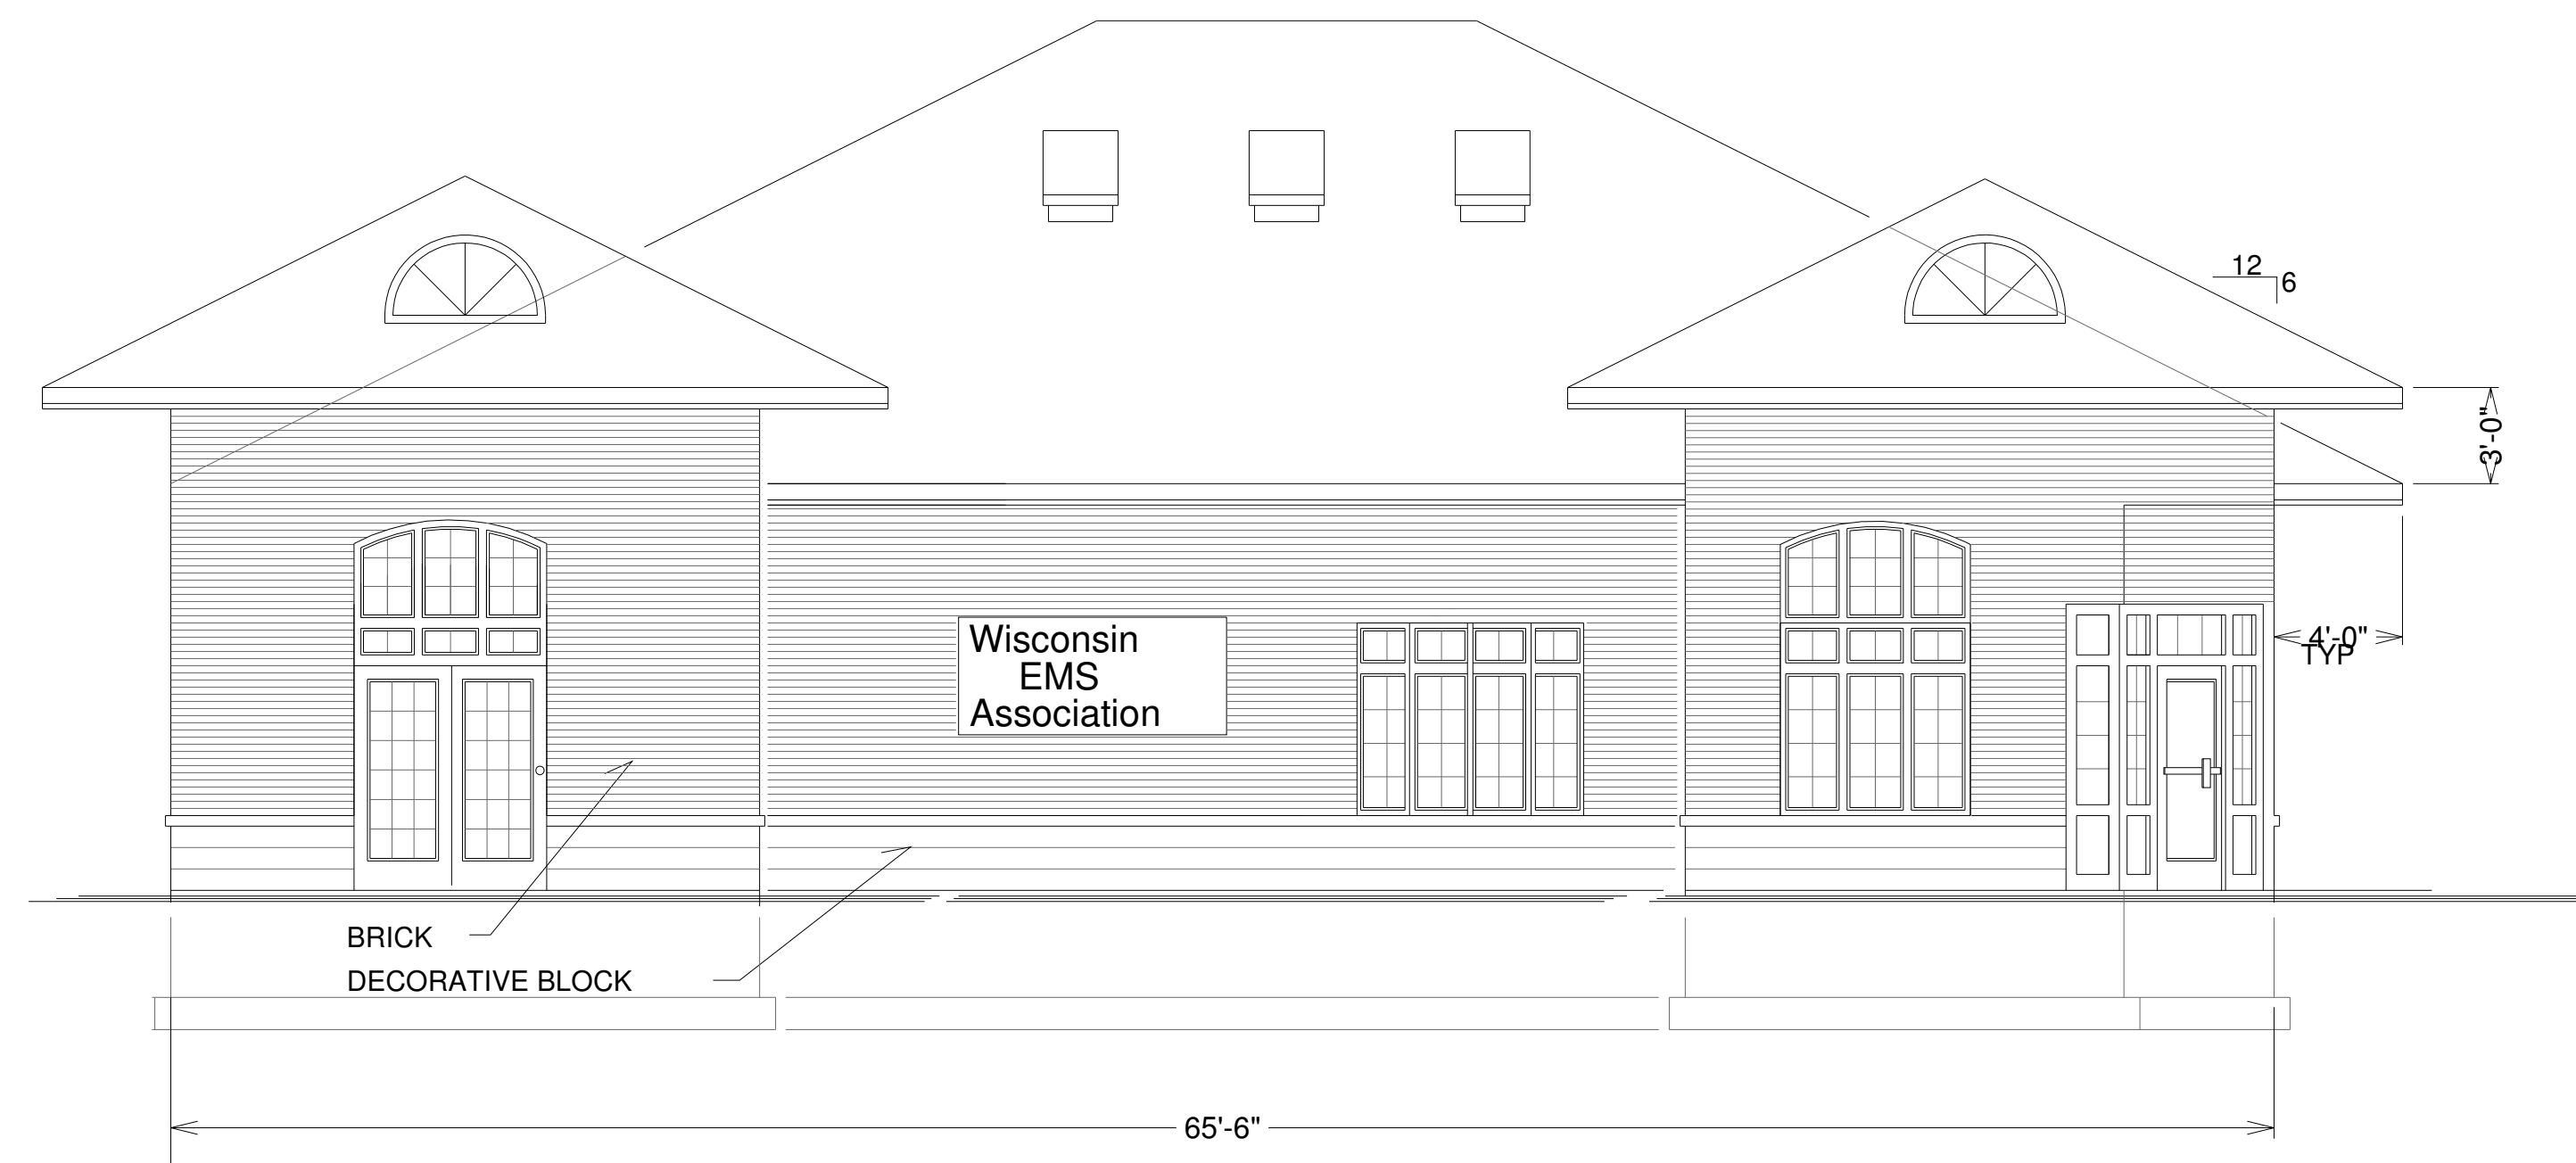 12
6
3'-0"
Wisconsin
EMS
Association
4'-0"
TYP
BRICK
DECORATIVE BLOCK
65'-6"